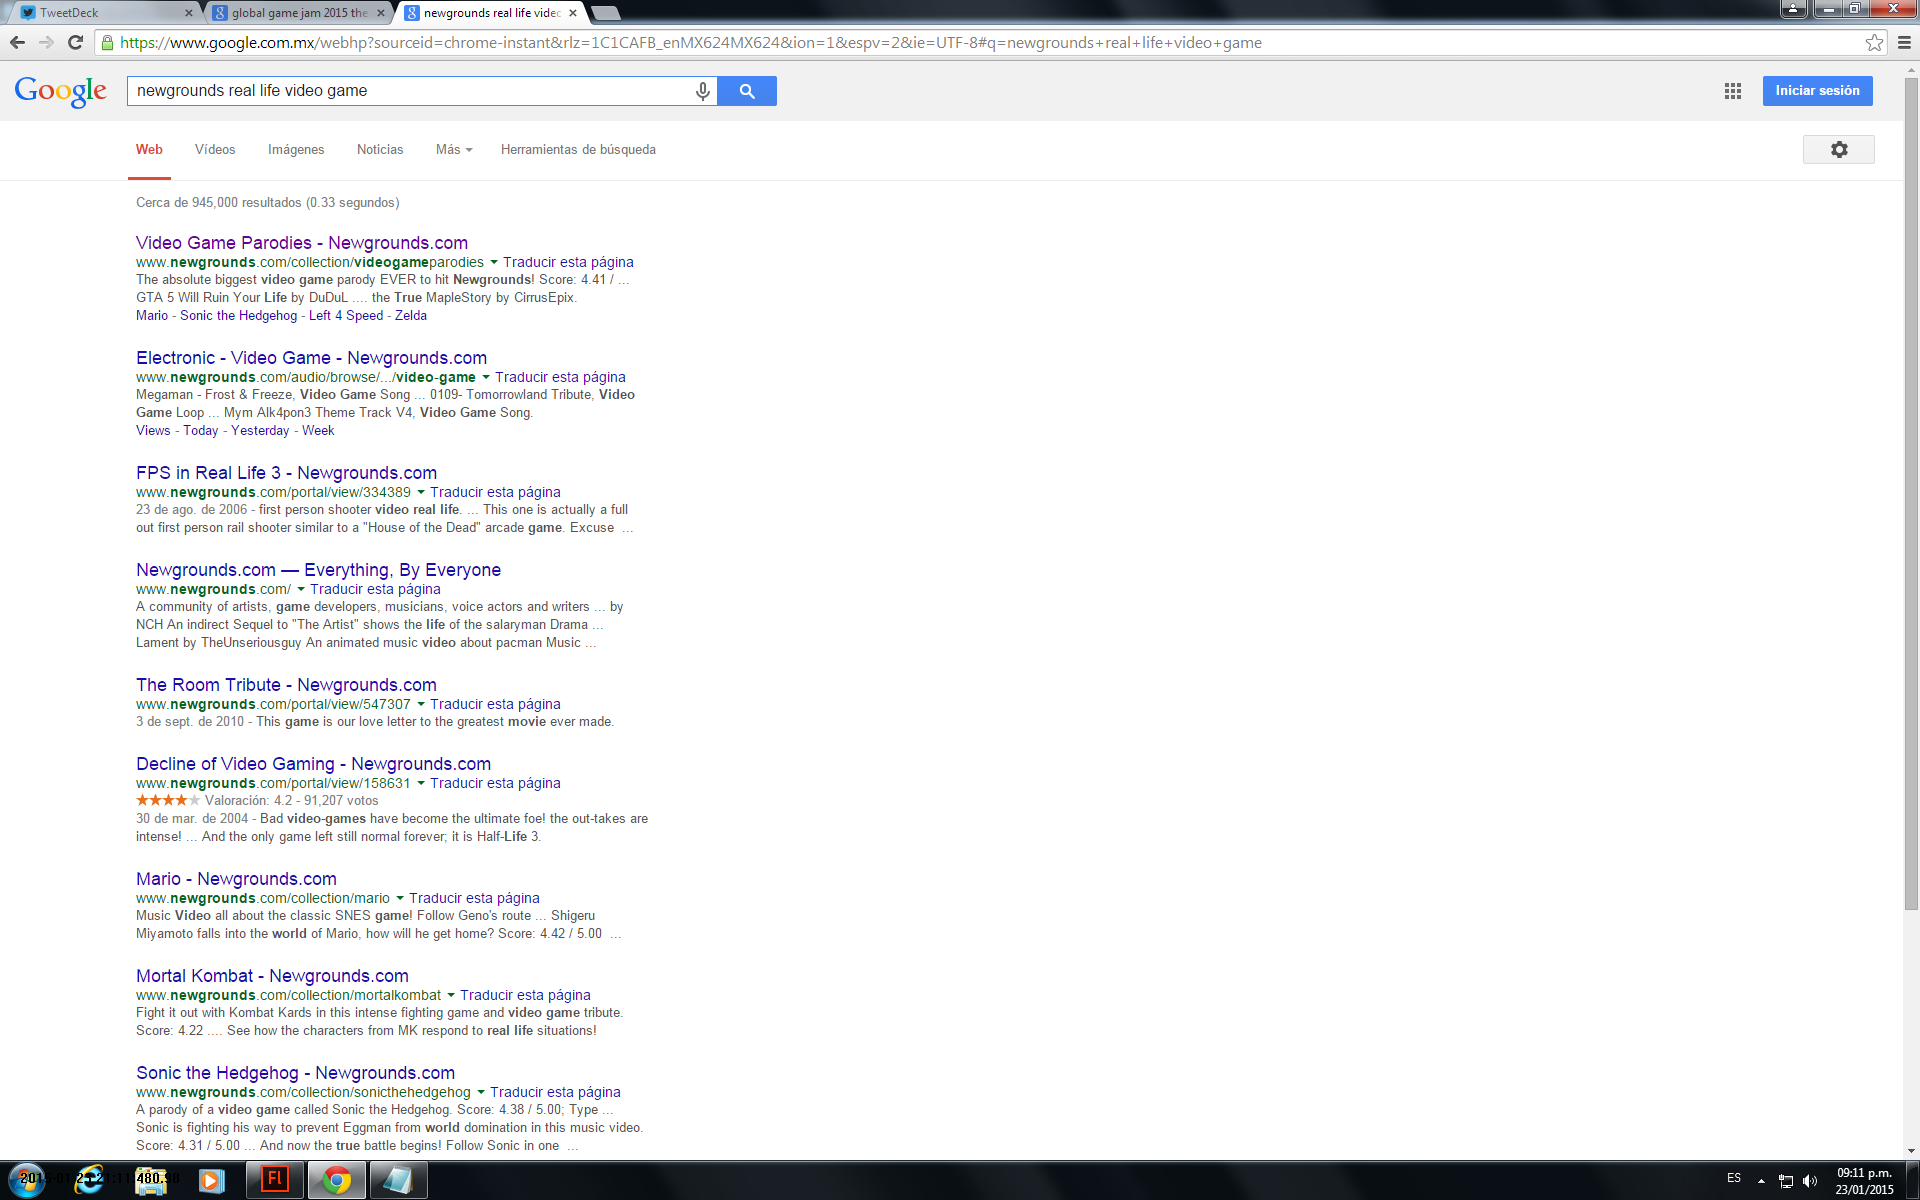 TweetDeck
global game jam 2015 the
newgrounds real life video
https://www.google.com.mx/webhp?sourceid=chrome-instant&rlz=1C1CAFB_enMX624MX624&ion=1&espv=2&ie=UTF-8#q=newgrounds+real+life+video+game
Google
newgrounds real life video game
Iniciar sesión
Web Vídeos Imágenes Noticias Más Herramientas de búsqueda
Cerca de 945,000 resultados (0.33 segundos)
Video Game Parodies - Newgrounds.com
www.newgrounds.com/collection/videogameparodies Traducir esta página
The absolute biggest video game parody EVER to hit Newgrounds! Score: 4.41 / ...
GTA 5 Will Ruin Your Life by DuDuL .... the True MapleStory by CirrusEpix.
Mario - Sonic the Hedgehog - Left 4 Speed - Zelda
Electronic - Video Game - Newgrounds.com
www.newgrounds.com/audio/browse/.../video-game Traducir esta página
Megaman - Frost & Freeze, Video Game Song ... 0109- Tomorrowland Tribute, Video
Game Loop ... Mym Alk4pon3 Theme Track V4, Video Game Song.
Views - Today - Yesterday - Week
FPS in Real Life 3 - Newgrounds.com
www.newgrounds.com/portal/view/334389 Traducir esta página
23 de ago. de 2006 - first person shooter video real life. ... This one is actually a full
out first person rail shooter similar to a "House of the Dead" arcade game. Excuse ...
Newgrounds.com — Everything, By Everyone
www.newgrounds.com/ Traducir esta página
A community of artists, game developers, musicians, voice actors and writers ... by
NCH An indirect Sequel to "The Artist" shows the life of the salaryman Drama ...
Lament by TheUnseriousguy An animated music video about pacman Music ...
The Room Tribute - Newgrounds.com
www.newgrounds.com/portal/view/547307 Traducir esta página
3 de sept. de 2010 - This game is our love letter to the greatest movie ever made.
Decline of Video Gaming - Newgrounds.com
www.newgrounds.com/portal/view/158631 Traducir esta página
Valoración: 4.2 - 91,207 votos
30 de mar. de 2004 - Bad video-games have become the ultimate foe! the out-takes are
intense! ... And the only game left still normal forever; it is Half-Life 3.
Mario - Newgrounds.com
www.newgrounds.com/collection/mario Traducir esta página
Music Video all about the classic SNES game! Follow Geno's route ... Shigeru
Miyamoto falls into the world of Mario, how will he get home? Score: 4.42 / 5.00 ...
Mortal Kombat - Newgrounds.com
www.newgrounds.com/collection/mortalkombat Traducir esta página
Fight it out with Kombat Kards in this intense fighting game and video game tribute.
Score: 4.22 .... See how the characters from MK respond to real life situations!
Sonic the Hedgehog - Newgrounds.com
www.newgrounds.com/collection/sonicthehedgehog Traducir esta página
A parody of a video game called Sonic the Hedgehog. Score: 4.38 / 5.00; Type ...
Sonic is fighting his way to prevent Eggman from world domination in this music video.
Score: 4.31 / 5.00 ... And now the true battle begins! Follow Sonic in one ...
Fl
ES
09:11 p.m.
23/01/2015